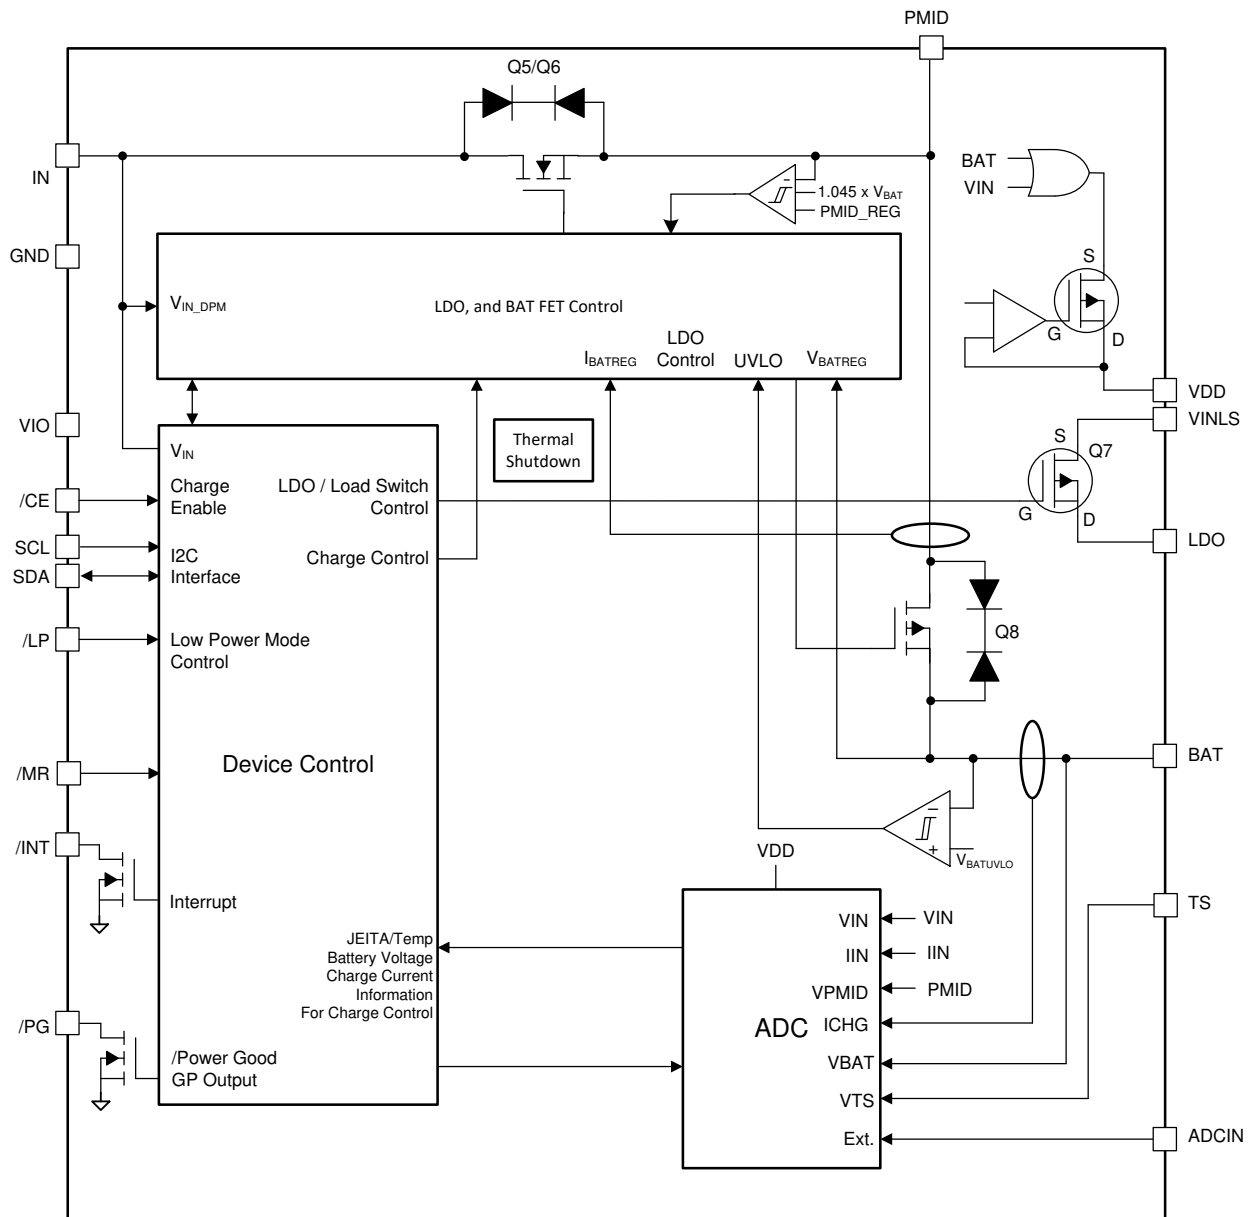 PMID
Q5/Q6
IN
BAT
VIN
1.045 x VBAT
PMID_REG
GND
S
G
D
VIN_DPM
LDO, and BAT FET Control
IBATREG
LDO
Control
UVLO
VBATREG
VDD
VINLS
VIO
VIN
Thermal
Shutdown
S
Q7
G
D
/CE
Charge
Enable
LDO / Load Switch
Control
LDO
SCL
SDA
I2C
Interface
Charge Control
/LP
Low Power Mode
Control
Q8
/MR
Device Control
BAT
−
+
VBATUVLO
/INT
Interrupt
VDD
TS
JEITA/Temp
Battery Voltage
Charge Current
Information
For Charge Control
VIN
VIN
IIN
IIN
VPMID
PMID
ADC
ICHG
VBAT
VTS
Ext.
/PG
/Power Good
GP Output
ADCIN